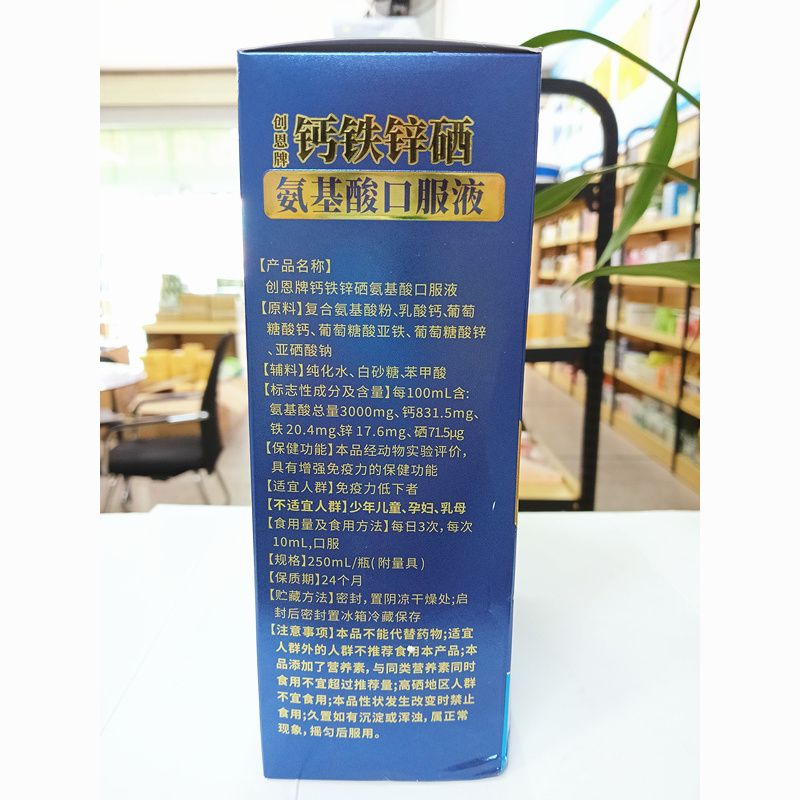 创恩牌
钙铁锌硒
氨基酸口服液
【产品名称】
创恩牌钙铁锌硒氨基酸口服液
【原料】复合氨基酸粉、乳酸钙、葡萄
糖酸钙、葡萄糖酸亚铁、葡萄糖酸锌
、亚硒酸钠
【辅料】纯化水、白砂糖、苯甲酸
【标志性成分及含量】每100mL含:
氨基酸总量3000mg、钙831.5mg、
铁20.4mg、锌17.6mg、硒71.5μg
【保健功能】本品经动物实验评价,
具有增强免疫力的保健功能
【适宜人群】免疫力低下者
【不适宜人群】少年儿童、孕妇、乳母
【食用量及食用方法】每日3次,每次
10mL,口服
【规格】250mL/瓶(附量具)
【保质期】24个月
【贮藏方法】密封,置阴凉干燥处;启
封后密封置冰箱冷藏保存
【注意事项】本品不能代替药物;适宜
人群外的人群不推荐食用本产品;本
品添加了营养素,与同类营养素同时
食用不宜超过推荐量;高硒地区人群
不宜食用;本品性状发生改变时禁止
食用;久置如有沉淀或浑浊,属正常
现象,摇匀后服用。